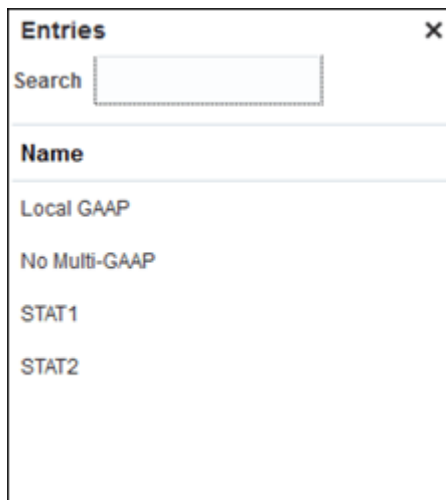 Entries
Search
Name
Local GAAP
No Multi-GAAP
STAT1
STAT2